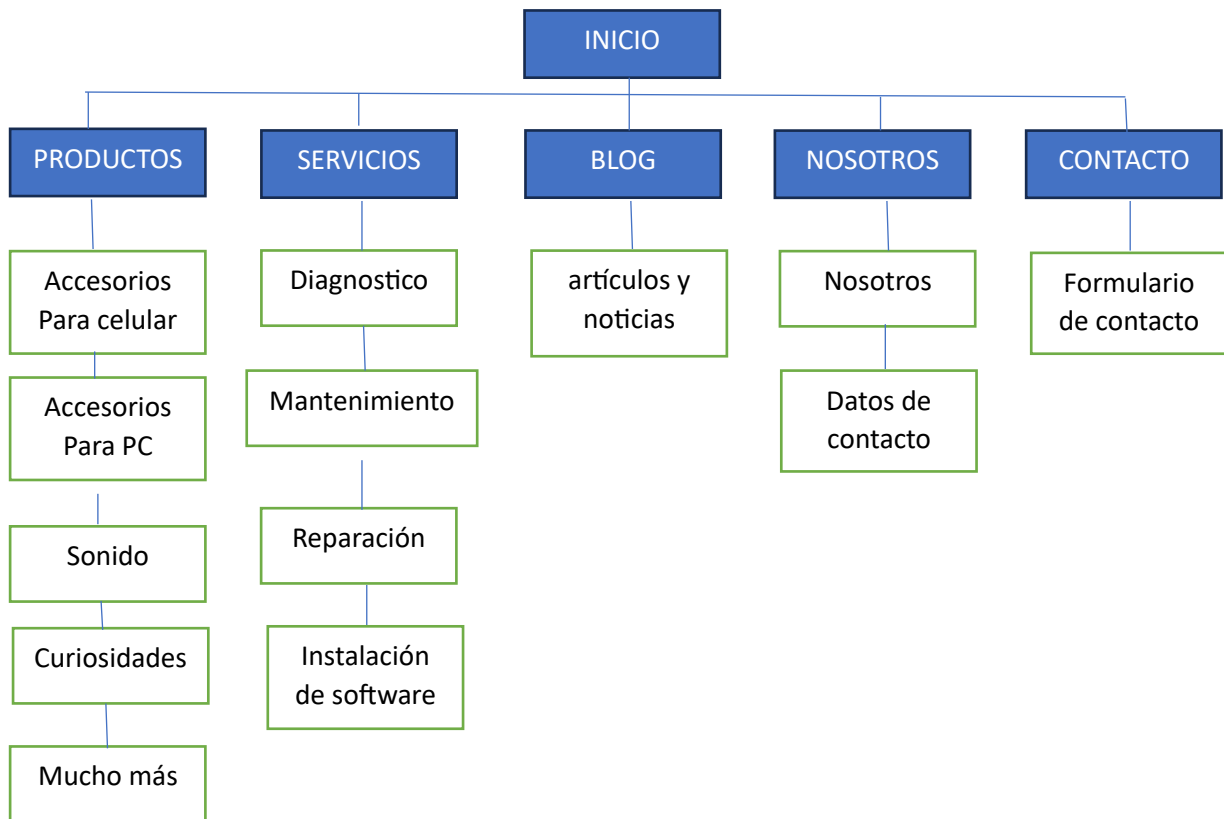 INICIO
PRODUCTOS
SERVICIOS
BLOG
NOSOTROS
CONTACTO
Accesorios
Para celular
Accesorios
Para PC
Sonido
Curiosidades
Mucho más
Diagnostico
Mantenimiento
Reparación
Instalación
de software
artículos y
noticias
Nosotros
Datos de
contacto
Formulario
de contacto